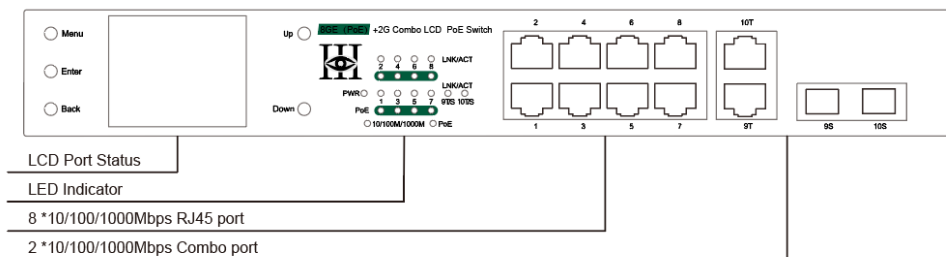 Menu
Up
8GE (PoE) +2G Combo LCD PoE Switch
2 4 6 8
10T
LNK/ACT
2 4 6 8
Enter
LNK/ACT
PWR
1 3 5 7 9T/S 10T/S
Back
Down
PoE
10/100M/1000M PoE
1 3 5 7
9T
9S 10S
LCD Port Status
LED Indicator
8 *10/100/1000Mbps RJ45 port
2 *10/100/1000Mbps Combo port